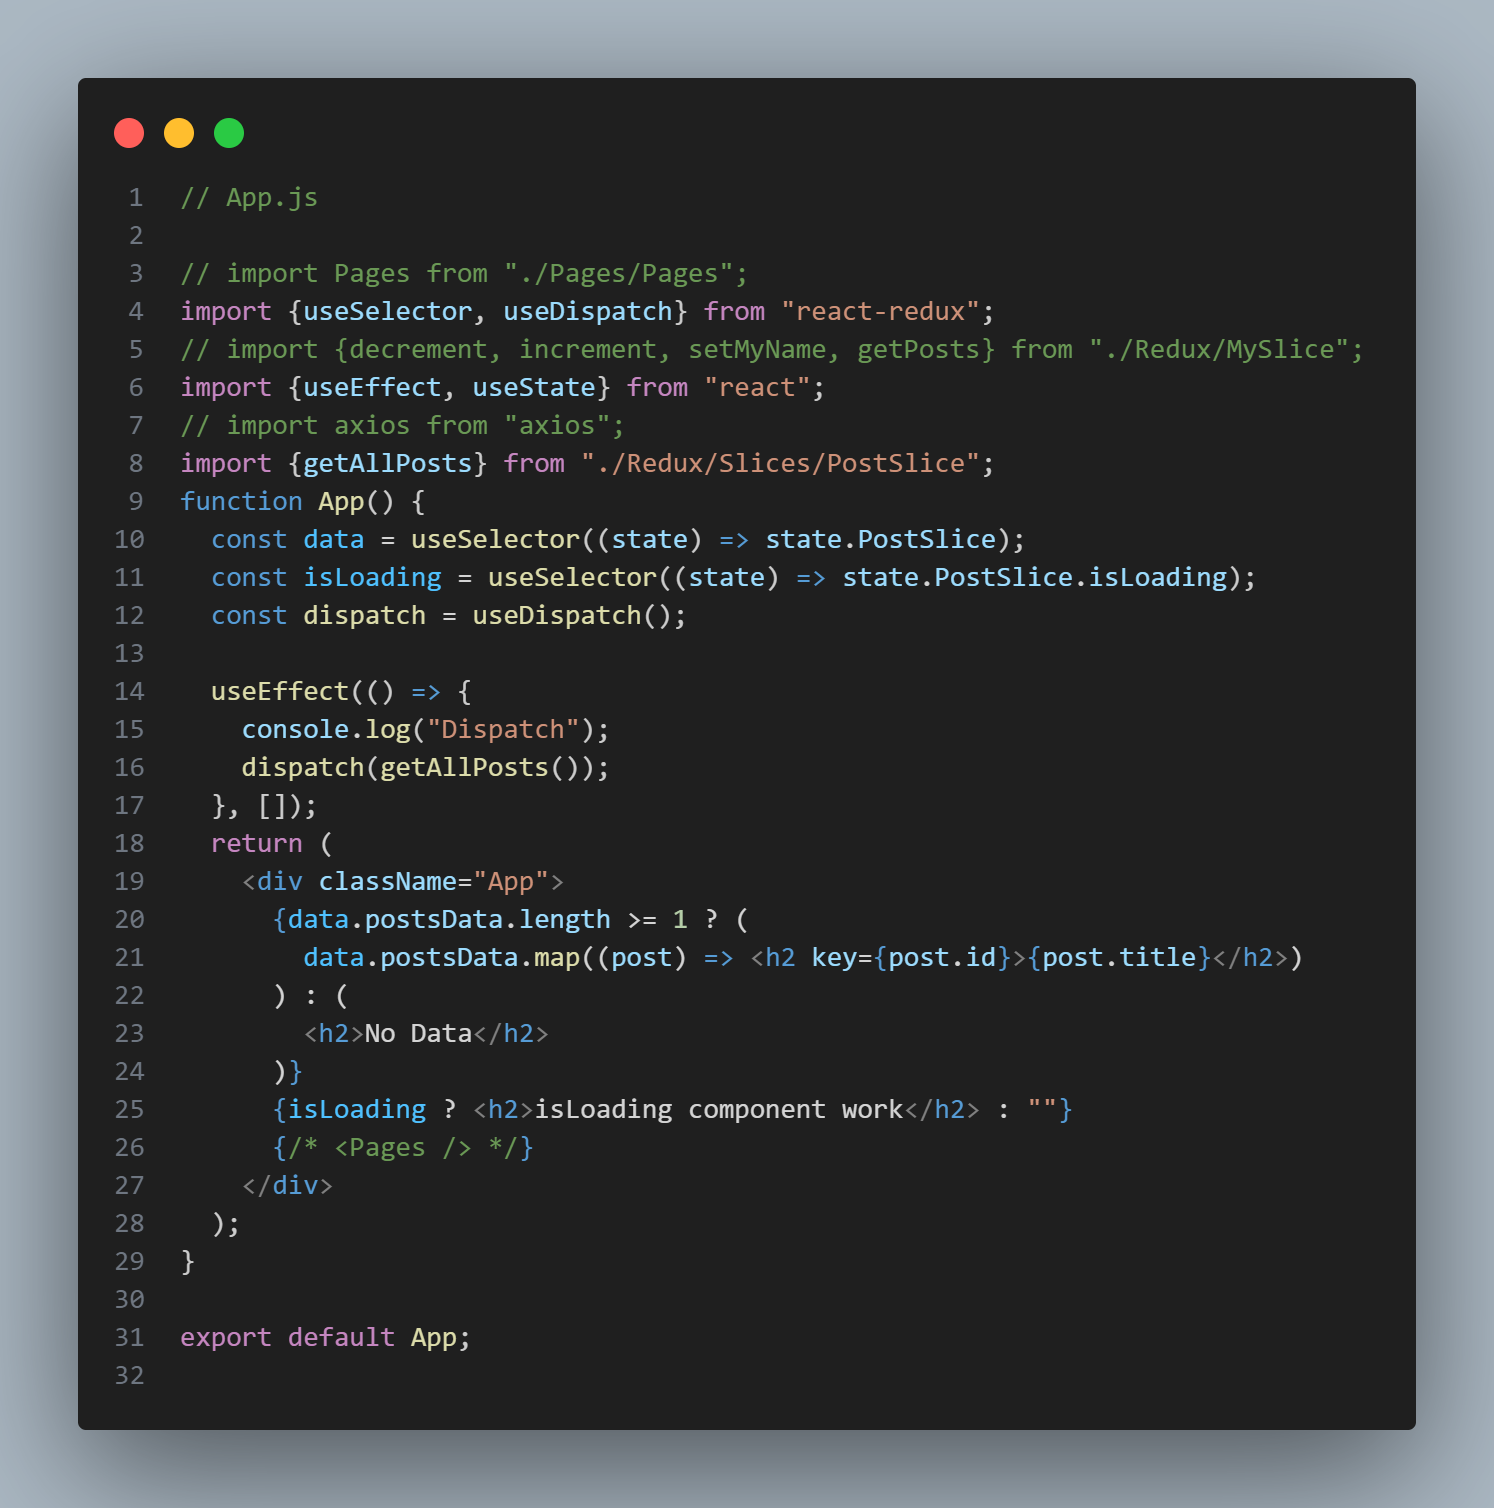 1 // App.js
2
3 // import Pages from "./Pages/Pages";
4 import {useSelector, useDispatch} from "react-redux";
5 // import {decrement, increment, setMyName, getPosts} from "./Redux/MySlice";
6 import {useEffect, useState} from "react";
7 // import axios from "axios";
8 import {getAllPosts} from "./Redux/Slices/PostSlice";
9 function App() {
10   const data = useSelector((state) => state.PostSlice);
11   const isLoading = useSelector((state) => state.PostSlice.isLoading);
12   const dispatch = useDispatch();
13
14   useEffect(() => {
15     console.log("Dispatch");
16     dispatch(getAllPosts());
17   }, []);
18   return (
19     <div className="App">
20       {data.postsData.length >= 1 ? (
21         data.postsData.map((post) => <h2 key={post.id}>{post.title}</h2>)
22       ) : (
23         <h2>No Data</h2>
24       )}
25       {isLoading ? <h2>isLoading component work</h2> : ""}
26       {/* <Pages /> */}
27     </div>
28   );
29 }
30
31 export default App;
32